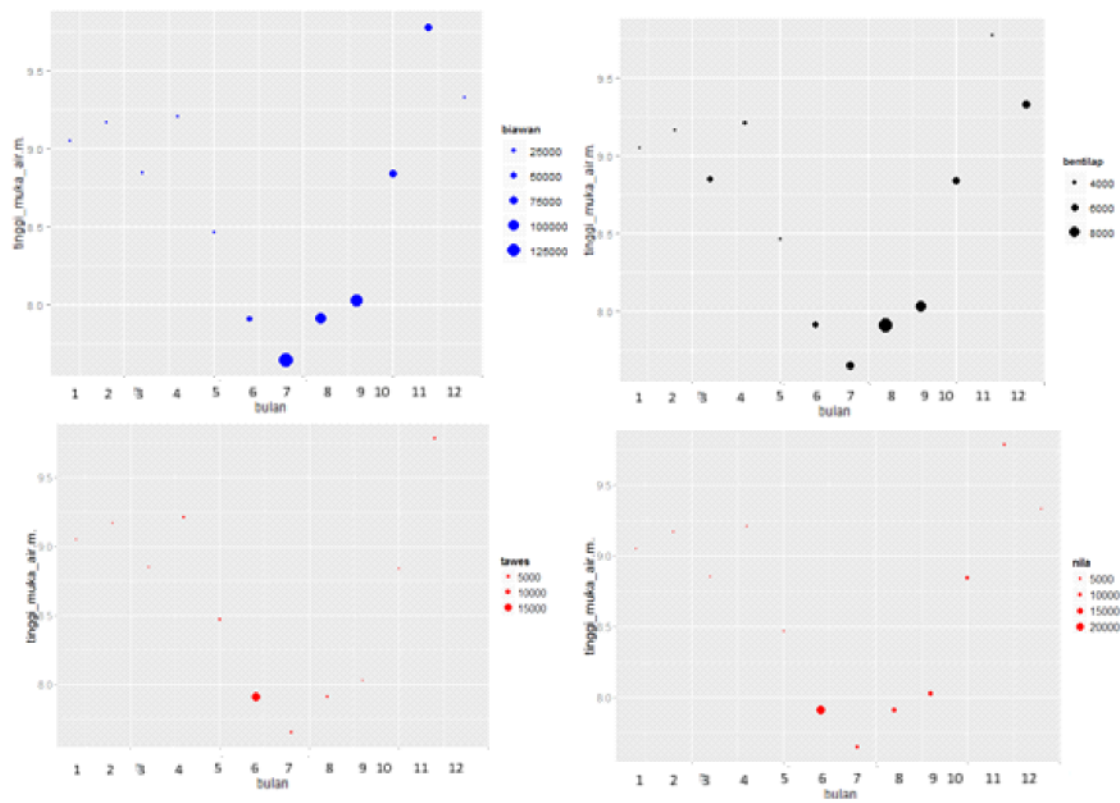 tinggi_muka_air.m.
9.5
9.0
8.5
8.0
1 2 3 4 5 6 7 8 9 10 11 12
bulan
biawan
25000
50000
75000
100000
125000
tinggi_muka_air.m.
9.5
9.0
8.5
8.0
1 2 3 4 5 6 7 8 9 10 11 12
bulan
bentilap
4000
6000
8000
tinggi_muka_air.m.
9.5
9.0
8.5
8.0
1 2 3 4 5 6 7 8 9 10 11 12
bulan
tawes
5000
10000
15000
tinggi_muka_air.m.
9.5
9.0
8.5
8.0
1 2 3 4 5 6 7 8 9 10 11 12
bulan
nila
5000
10000
15000
20000